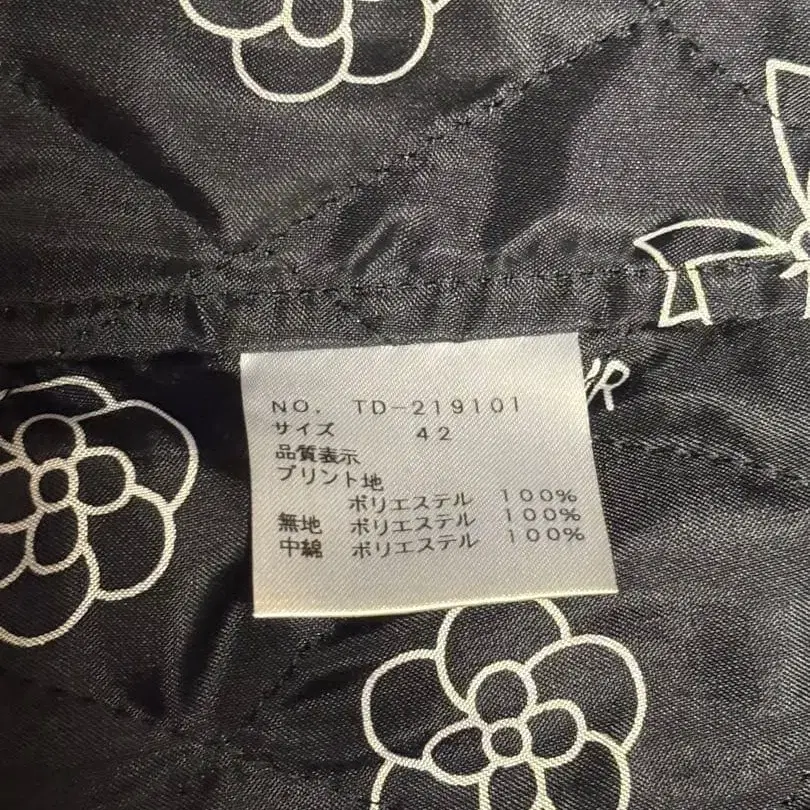 NO. TD-219101
サイズ 42
品質表示
プリント地
ポリエステル 100%
無地 ポリエステル 100%
中綿 ポリエステル 100%